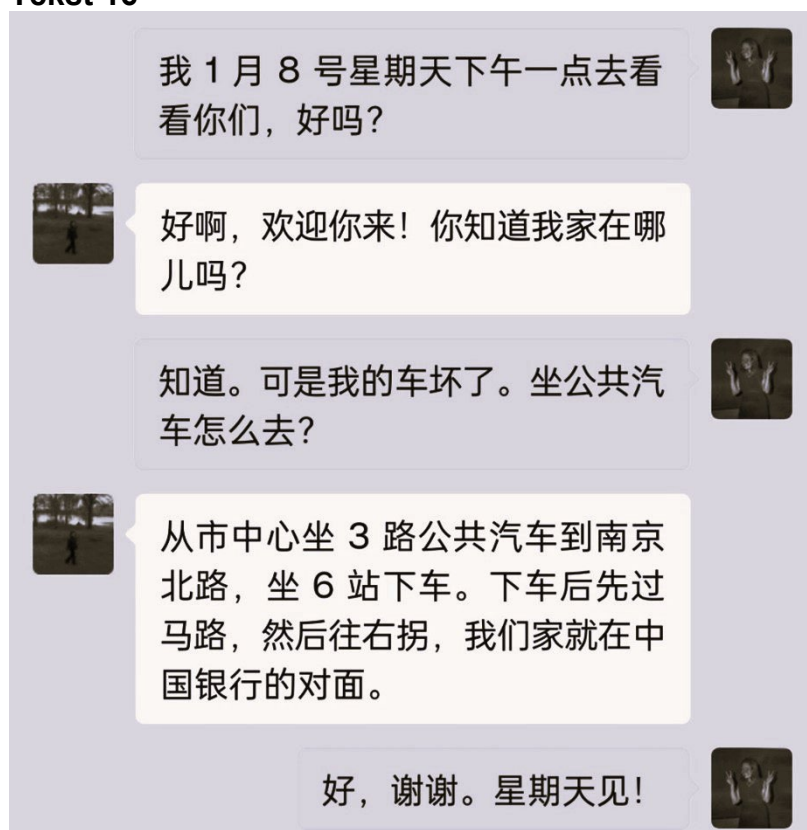 我 1 月 8 号星期天下午一点去看
看你们，好吗？
好啊，欢迎你来！你知道我家在哪
儿吗？
知道。可是我的车坏了。坐公共汽
车怎么去？
从市中心坐 3 路公共汽车到南京
北路，坐 6 站下车。下车后先过
马路，然后往右拐，我们家就在中
国银行的对面。
好，谢谢。星期天见！